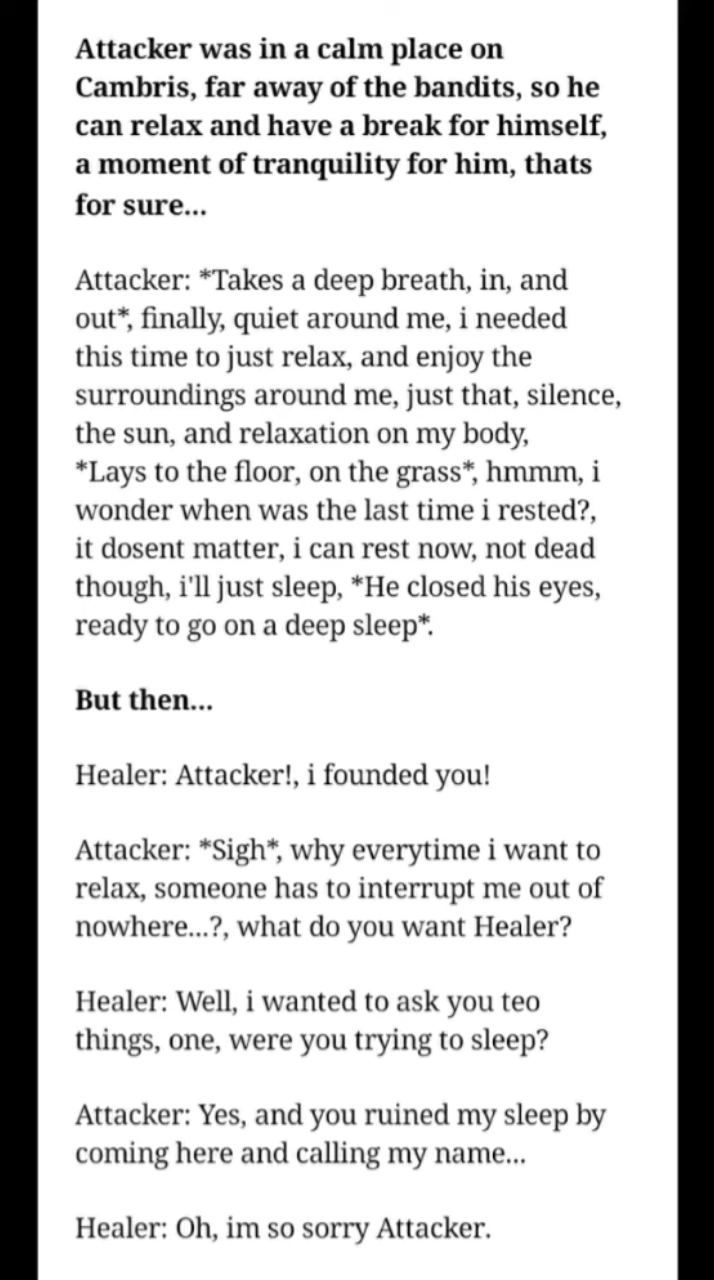 Attacker was in a calm place on
Cambris, far away of the bandits, so he
can relax and have a break for himself,
a moment of tranquility for him, thats
for sure...
Attacker: *Takes a deep breath, in, and
out*, finally, quiet around me, i needed
this time to just relax, and enjoy the
surroundings around me, just that, silence,
the sun, and relaxation on my body,
*Lays to the floor, on the grass*, hmmm, i
wonder when was the last time i rested?,
it dosent matter, i can rest now, not dead
though, i'll just sleep, *He closed his eyes,
ready to go on a deep sleep*.
But then...
Healer: Attacker!, i founded you!
Attacker: *Sigh*, why everytime i want to
relax, someone has to interrupt me out of
nowhere...?, what do you want Healer?
Healer: Well, i wanted to ask you teo
things, one, were you trying to sleep?
Attacker: Yes, and you ruined my sleep by
coming here and calling my name...
Healer: Oh, im so sorry Attacker.